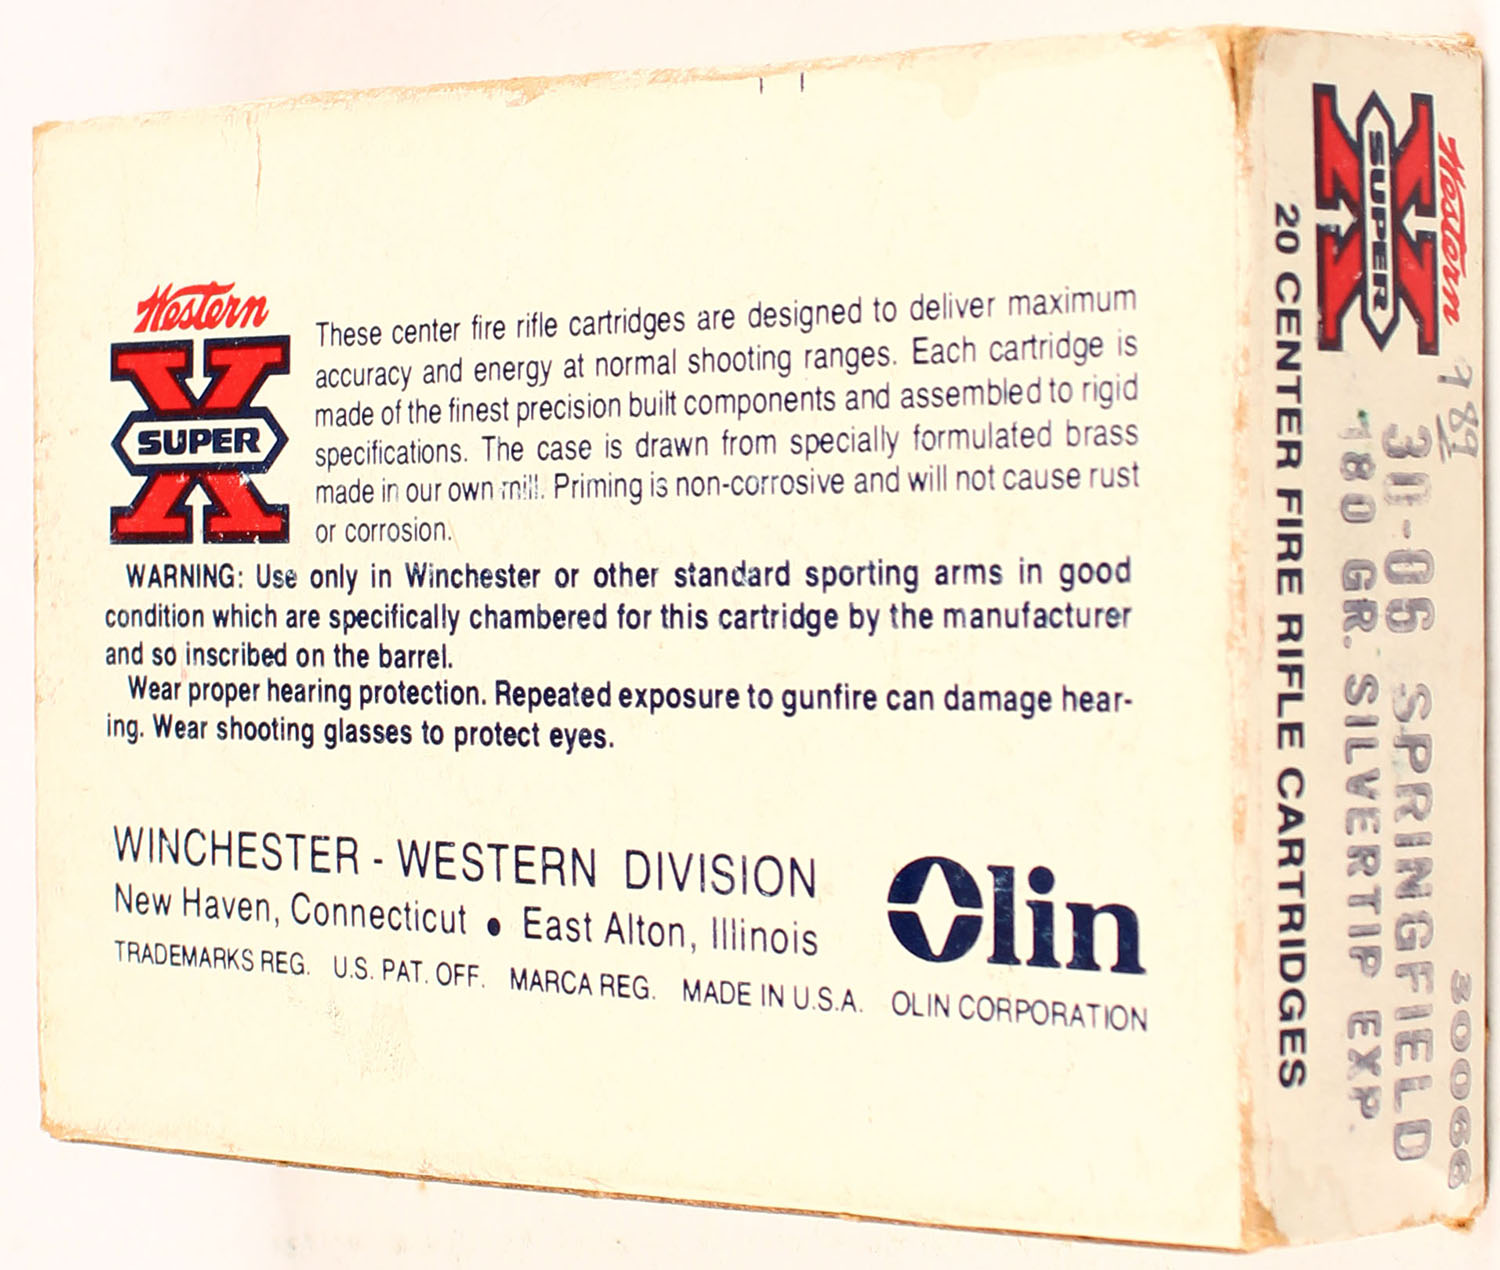 Western
SUPER
X
These center fire rifle cartridges are designed to deliver maximum
accuracy and energy at normal shooting ranges. Each cartridge is
made of the finest precision built components and assembled to rigid
specifications. The case is drawn from specially formulated brass
made in our own mill. Priming is non-corrosive and will not cause rust
or corrosion.
WARNING: Use only in Winchester or other standard sporting arms in good
condition which are specifically chambered for this cartridge by the manufacturer
and so inscribed on the barrel.
Wear proper hearing protection. Repeated exposure to gunfire can damage hear-
ing. Wear shooting glasses to protect eyes.
WINCHESTER - WESTERN DIVISION
New Haven, Connecticut • East Alton, Illinois
Olin
TRADEMARKS REG. U.S. PAT. OFF. MARCA REG. MADE IN U.S.A. OLIN CORPORATION
Western
SUPER
X
789
30066
30-06 SPRINGFIELD
180 GR. SILVERTIP EXP.
20 CENTER FIRE RIFLE CARTRIDGES